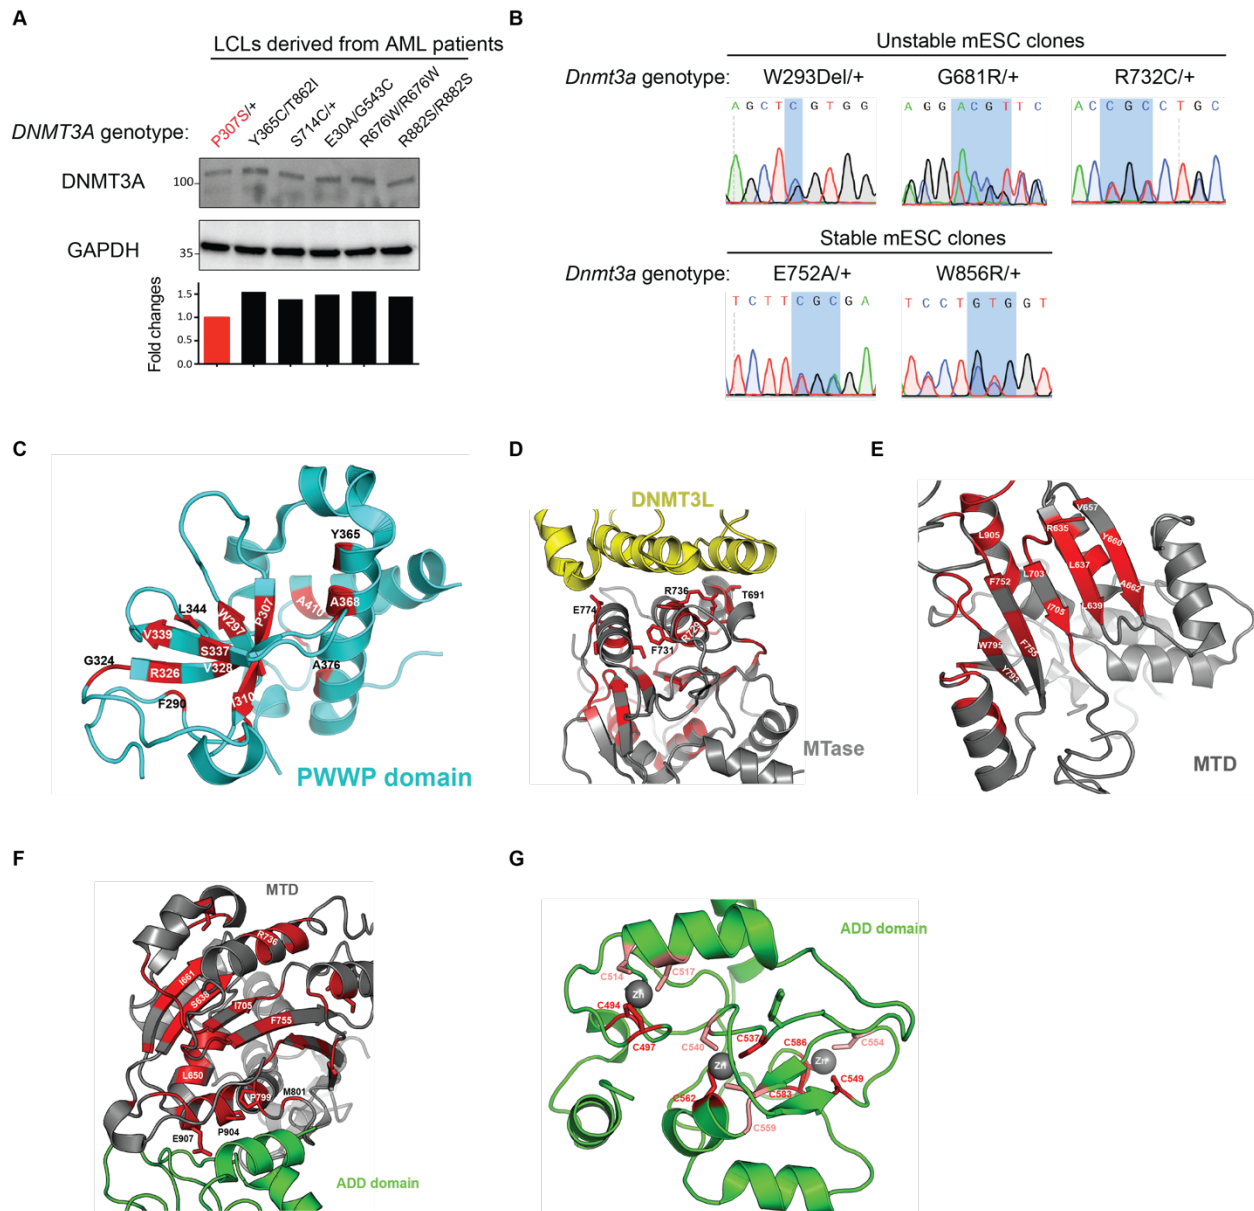 A
LCLs derived from AML patients
DNMT3A genotype:
P307S/+
Y365C/T862I
S714C/+
E30A/G543C
R676W/R676W
R882S/R882S
DNMT3A
100
GAPDH
35
Fold changes
1.5
1.0
0.5
0.0
B
Unstable mESC clones
Dnmt3a genotype:
W293Del/+
G681R/+
R732C/+
A G C T C G T G G
A G G A C G T T C
A C C G C C T G C
Stable mESC clones
Dnmt3a genotype:
E752A/+
W856R/+
T C T T C G C G A
T C C T G T G G T
C
Y365
P307
A410
A368
L344
W297
V339
S337
G324
R326
V328
A376
F290
I310
PWWP domain
D
DNMT3L
E774
R736
T691
R729
F731
MTase
E
V657
L905
R635
Y660
L637
F752
L703
A662
I705
L639
W795
F755
Y793
MTD
F
MTD
R736
I661
S638
I705
F755
L650
P799
M801
E907
P904
ADD domain
G
ADD domain
C514
C517
Zn
C494
C497
C540
C537
C586
C554
Zn
Zn
C562
C583
C549
C559